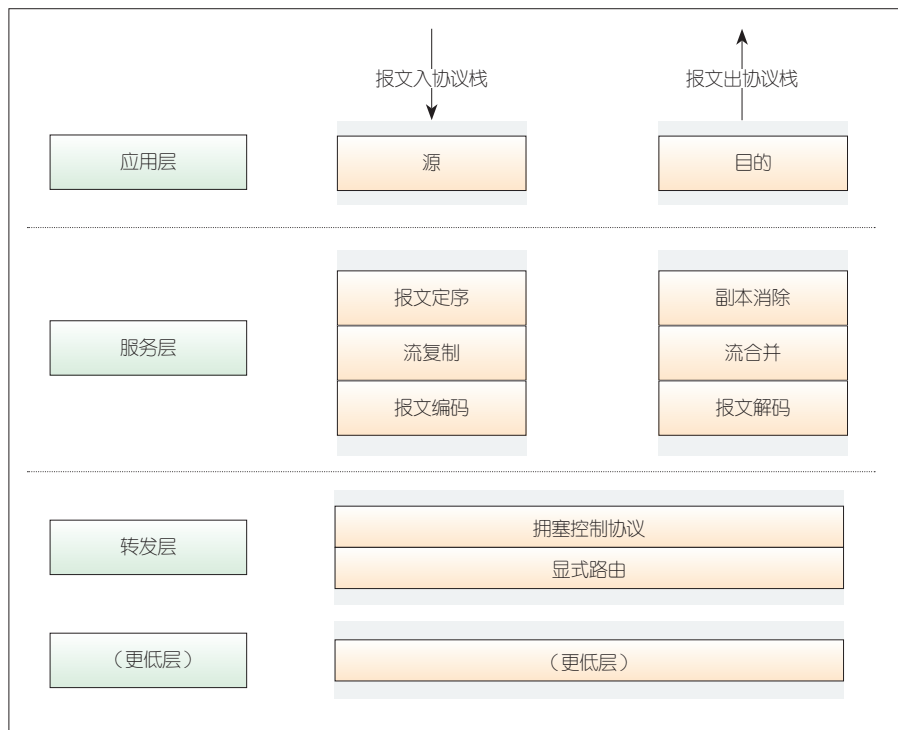 报文入协议栈
报文出协议栈
应用层
源
目的
服务层
报文定序
副本消除
流复制
流合并
报文编码
报文解码
转发层
拥塞控制协议
显式路由
（更低层）
（更低层）